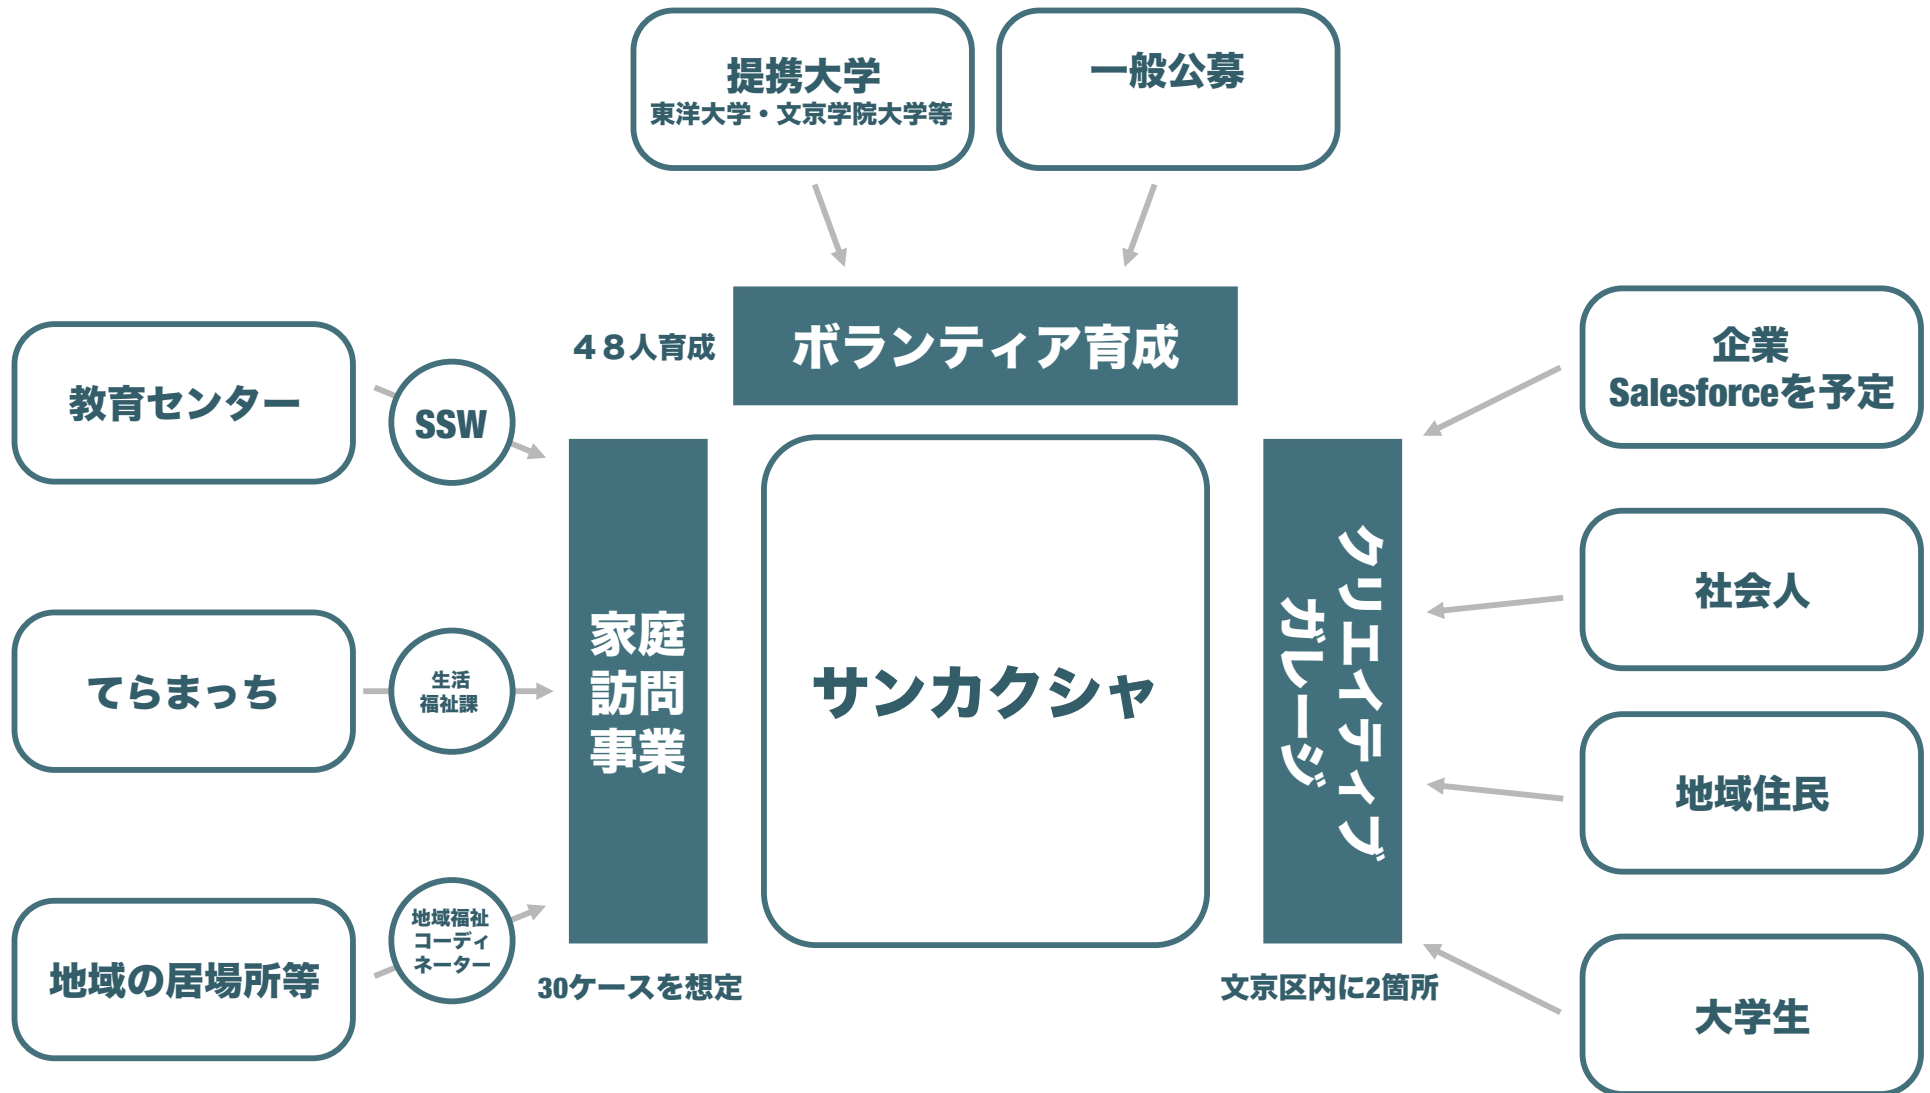 提携大学
東洋大学・文京学院大学等
一般公募
４８人育成
ボランティア育成
教育センター
SSW
てらまっち
生活
福祉課
地域の居場所等
地域福祉
コーディ
ネーター
家庭
訪問
事業
30ケースを想定
サンカクシャ
クリエイティブ
ガレージ
文京区内に2箇所
企業
Salesforceを予定
社会人
地域住民
大学生